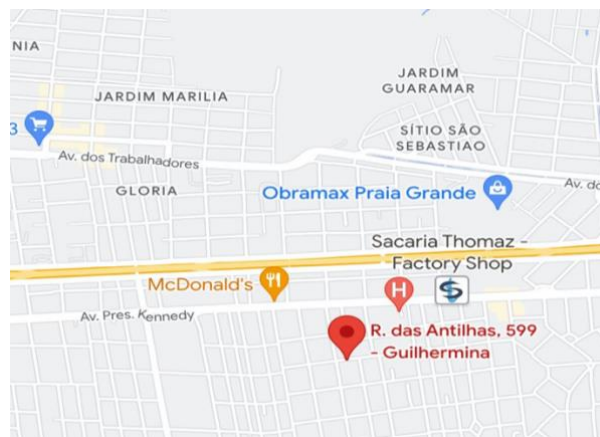 NIA
JARDIM
GUARAMAR
JARDIM MARILIA
3
SÍTIO SÃO
SEBASTIAO
Av. dos Trabalhadores
GLORIA
Obramax Praia Grande
Av. do
Sacaria Thomaz -
Factory Shop
McDonald's
H
S
Av. Pres. Kennedy
R. das Antilhas, 599
- Guilhermina